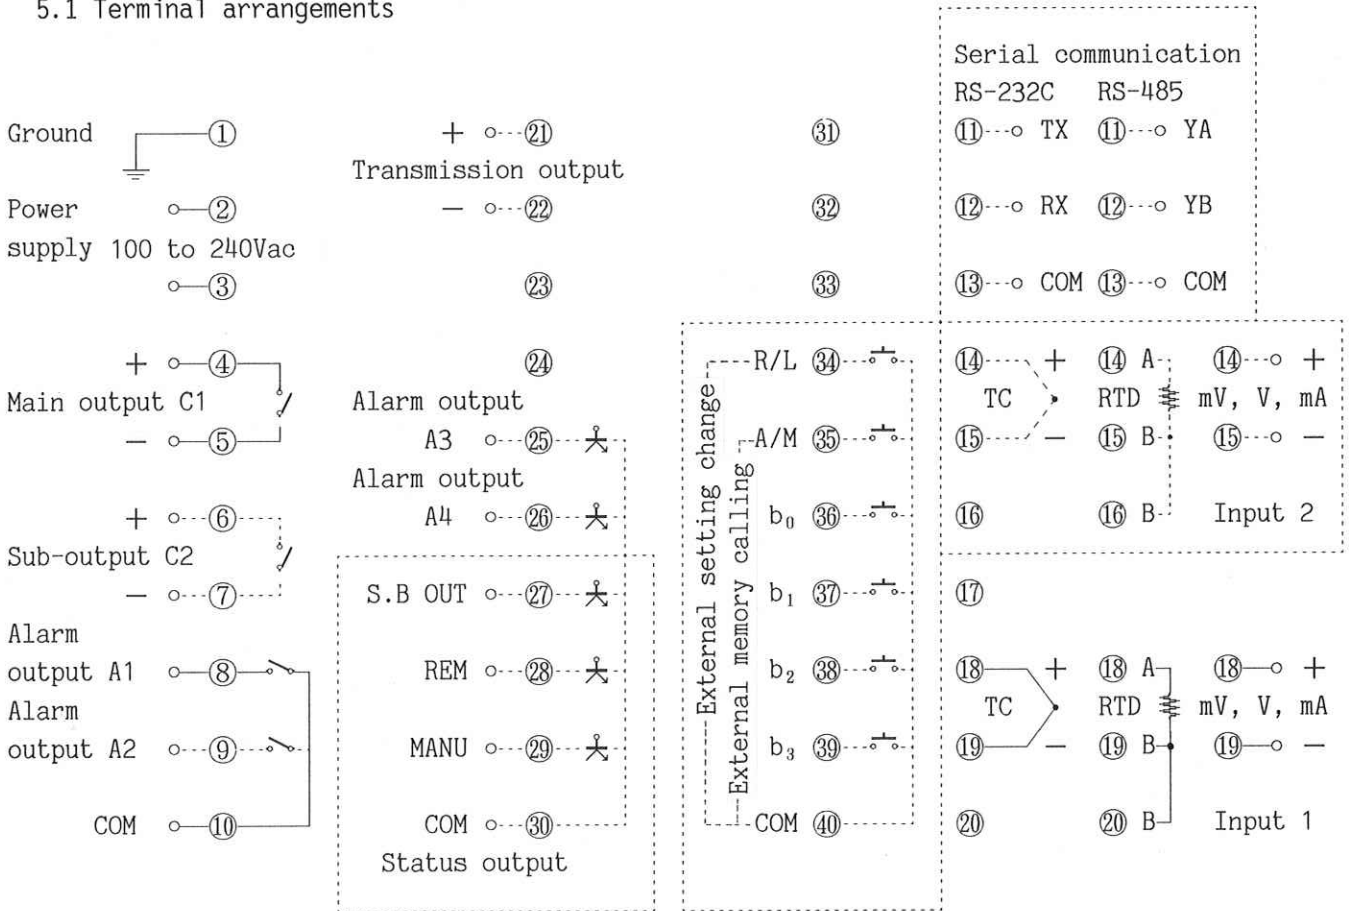 5.1 Terminal arrangements
Serial communication
RS-232C RS-485
Ground ① + ㉑ ㉛ ⑪ TX ⑪ YA
Transmission output
Power ② − ㉒ ㉜ ⑫ RX ⑫ YB
supply 100 to 240Vac
③ ㉓ ㉝ ⑬ COM ⑬ COM
+ ④ ㉔ R/L ㉞ ⑭ + ⑭ A ⑭ +
Main output C1 Alarm output TC RTD mV, V, mA
− ⑤ A3 ㉕ A/M ㉟ ⑮ − ⑮ B ⑮ −
Alarm output
+ ⑥ A4 ㉖ b₀ ㊱ ⑯ ⑯ B Input 2
Sub-output C2
− ⑦ S.B OUT ㉗ b₁ ㊲ ⑰
Alarm
output A1 ⑧ REM ㉘ b₂ ㊳ ⑱ + ⑱ A ⑱ +
Alarm TC RTD mV, V, mA
output A2 ⑨ MANU ㉙ b₃ ㊴ ⑲ − ⑲ B ⑲ −
COM ⑩ COM ㉚ COM ㊵ ⑳ ⑳ B Input 1
Status output
External setting change
External memory calling